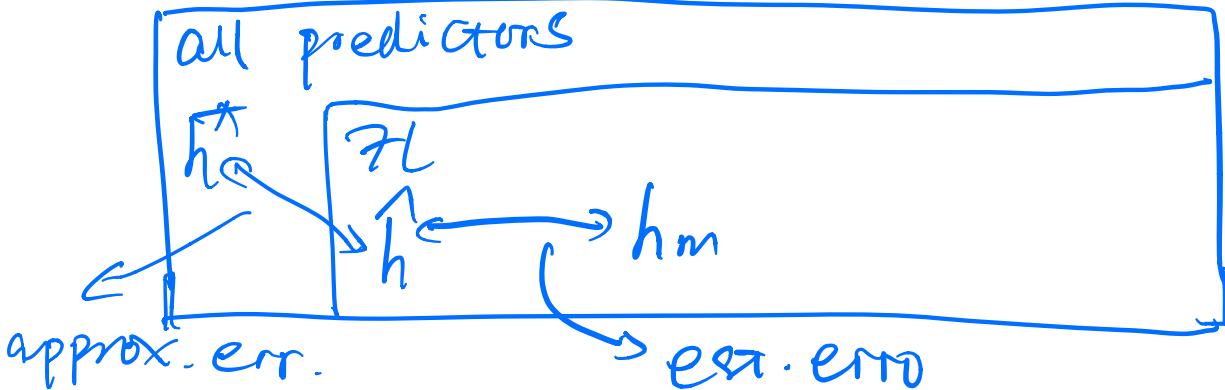 all predictors
h*
H
ĥ hm
approx. err.
est. erro